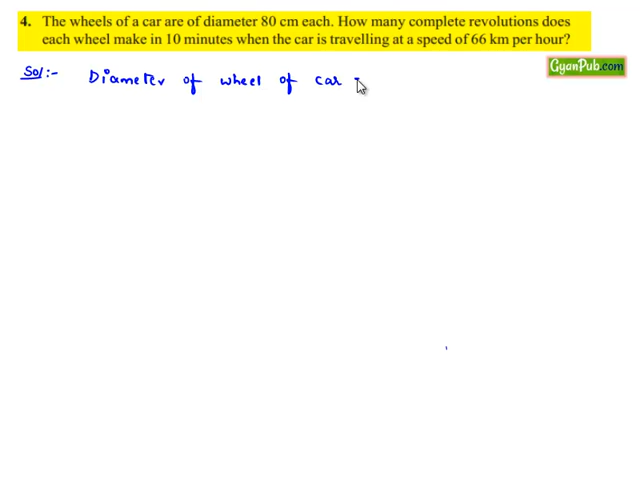 4. The wheels of a car are of diameter 80 cm each. How many complete revolutions does
each wheel make in 10 minutes when the car is travelling at a speed of 66 km per hour?
GyanPub.com
Sol:- Diameter of wheel of car